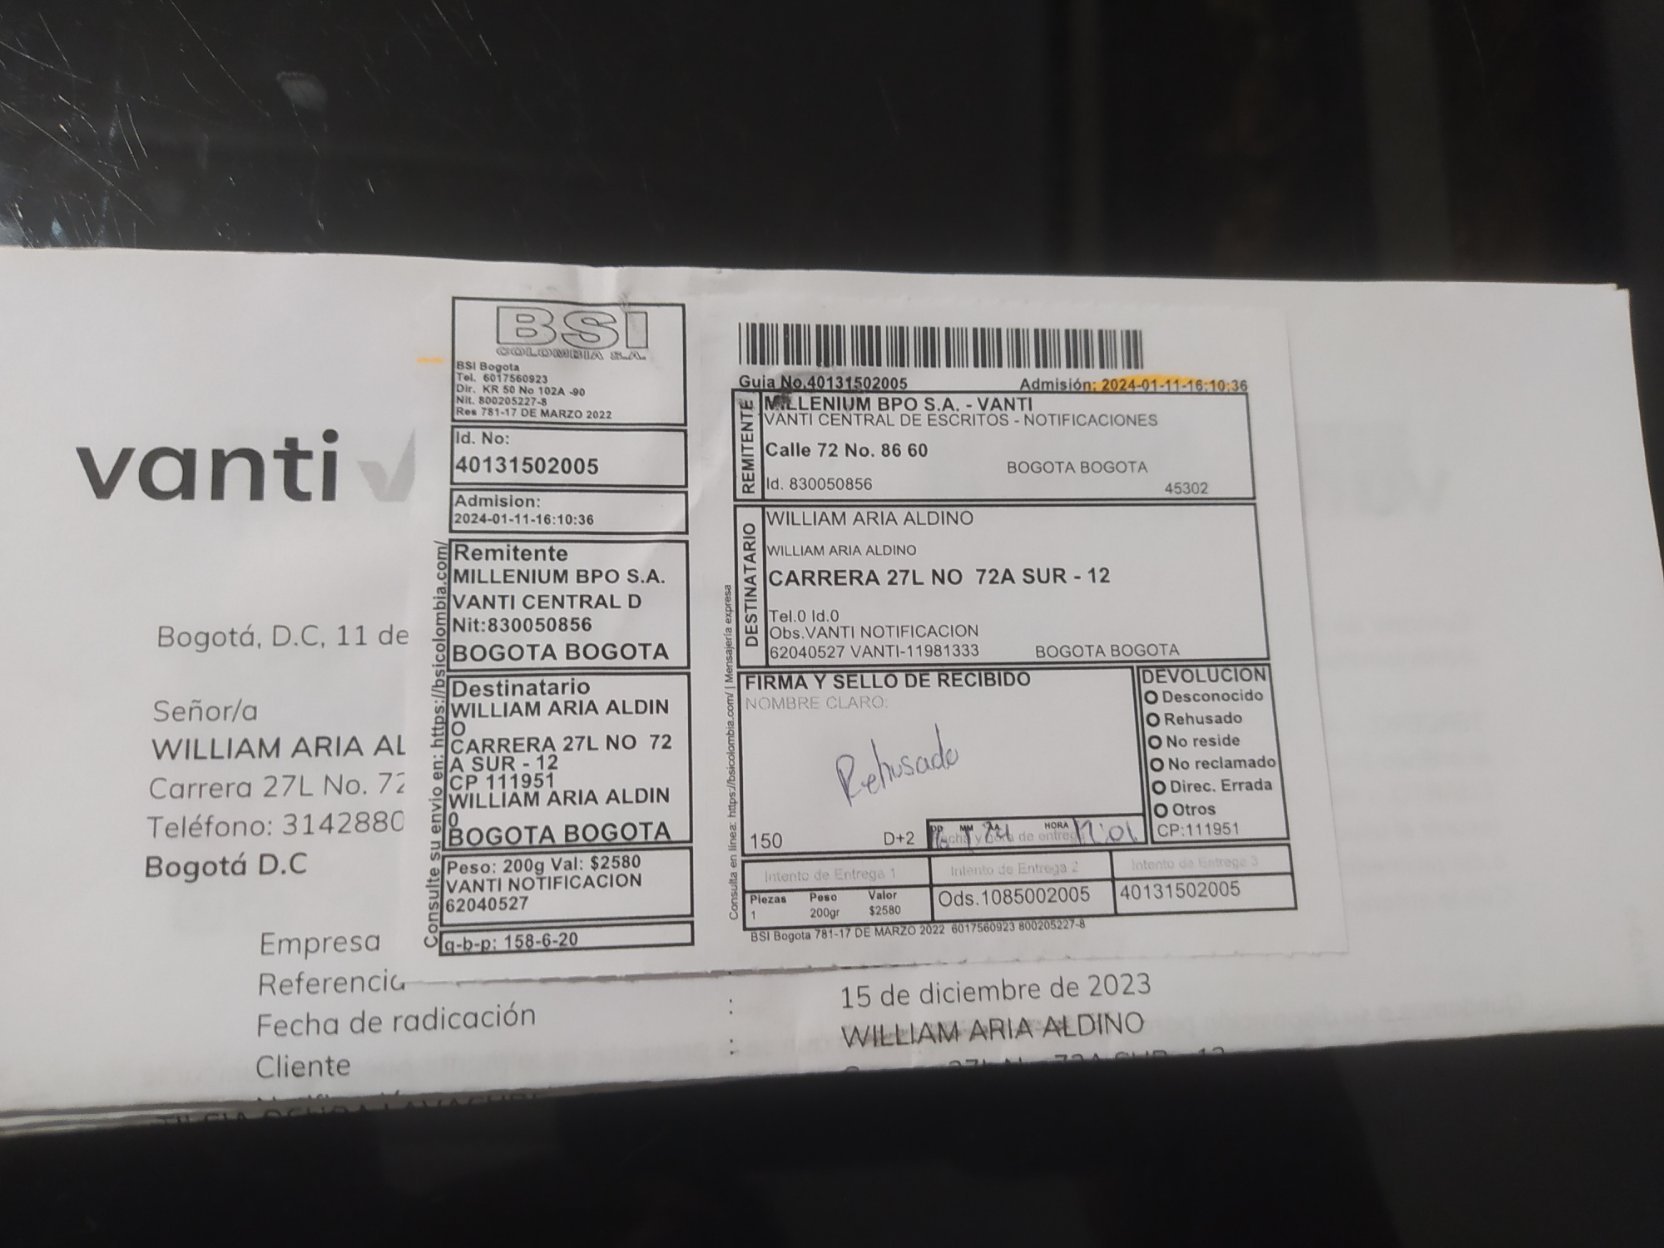 vanti
Bogotá, D.C, 11 de
Señor/a
WILLIAM ARIA AL
Carrera 27L No. 72
Teléfono: 3142880
Bogotá D.C
Empresa
Referencia
Fecha de radicación : 15 de diciembre de 2023
Cliente : WILLIAM ARIA ALDINO
BSI
COLOMBIA S.A.
BSI Bogota
Tel. 6017560923
Dir. KR 50 No 102A -90
Nit. 800205227-8
Res 781-17 DE MARZO 2022
Id. No:
40131502005
Admision:
2024-01-11-16:10:36
Remitente
MILLENIUM BPO S.A.
VANTI CENTRAL D
Nit:830050856
BOGOTA BOGOTA
Destinatario
WILLIAM ARIA ALDIN
O
CARRERA 27L NO 72
A SUR - 12
CP 111951
WILLIAM ARIA ALDIN
O
BOGOTA BOGOTA
Peso: 200g Val: $2580
VANTI NOTIFICACION
62040527
q-b-p: 158-6-20
Consulte su envio en: https://bsicolombia.com/
Guia No.40131502005 Admisión: 2024-01-11-16:10:36
REMITENTE
MILLENIUM BPO S.A. - VANTI
VANTI CENTRAL DE ESCRITOS - NOTIFICACIONES
Calle 72 No. 86 60
BOGOTA BOGOTA
Id. 830050856
45302
DESTINATARIO
WILLIAM ARIA ALDINO
WILLIAM ARIA ALDINO
CARRERA 27L NO 72A SUR - 12
Tel.0 Id.0
Obs.VANTI NOTIFICACION
62040527 VANTI-11981333 BOGOTA BOGOTA
Consulta en línea: https://bsicolombia.com/ | Mensajería expresa
FIRMA Y SELLO DE RECIBIDO
NOMBRE CLARO:
Rehusado
150 D+2
MM HORA
DEVOLUCION
Desconocido
Rehusado
No reside
No reclamado
Direc. Errada
Otros
CP:111951
Intento de Entrega 1 Intento de Entrega 2 Intento de Entrega 3
Piezas Peso Valor
1 200gr $2580
Ods.1085002005 40131502005
BSI Bogota 781-17 DE MARZO 2022 6017560923 800205227-8